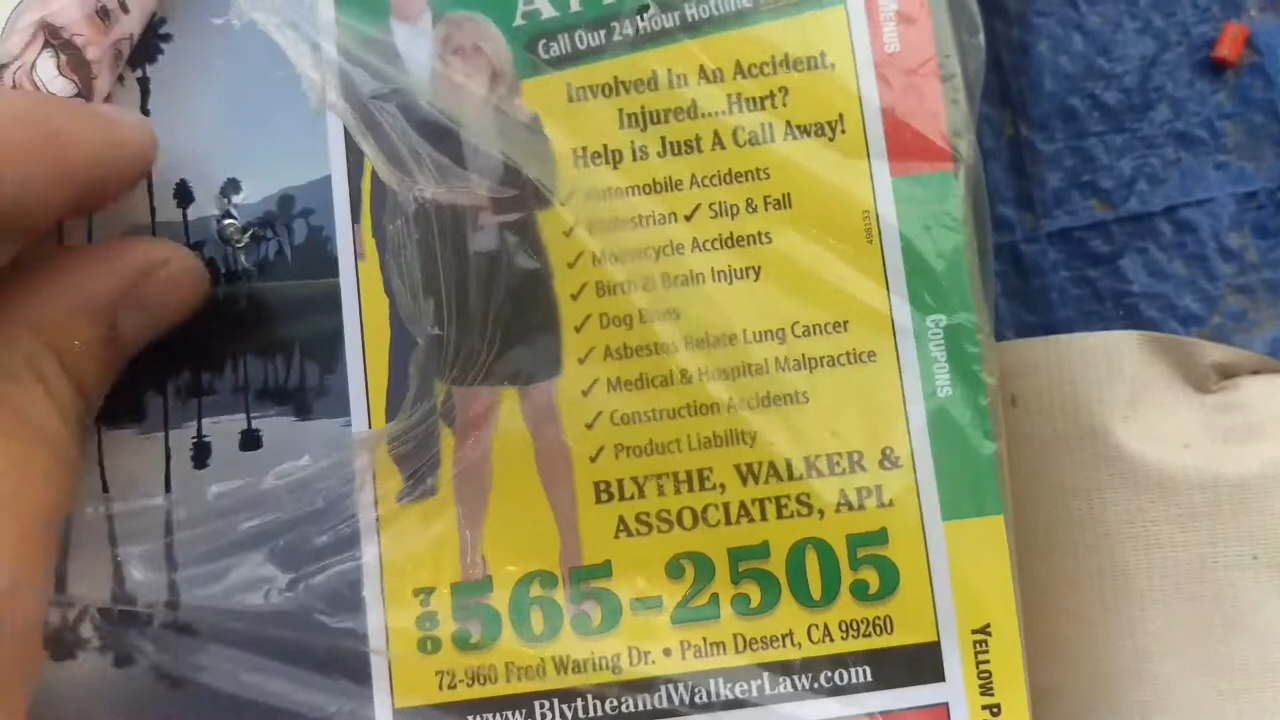 Call Our 24 Hour Hotline
Involved In An Accident,
Injured....Hurt?
Help is Just A Call Away!
✓ Automobile Accidents
✓ Pedestrian ✓ Slip & Fall
✓ Motorcycle Accidents
✓ Birth & Brain Injury
✓ Dog Bites
✓ Asbestos Relate Lung Cancer
✓ Medical & Hospital Malpractice
✓ Construction Accidents
✓ Product Liability
BLYTHE, WALKER &
ASSOCIATES, APL
760 565-2505
72-960 Fred Waring Dr. • Palm Desert, CA 99260
www.BlytheandWalkerLaw.com
498133
MENUS
COUPONS
YELLOW